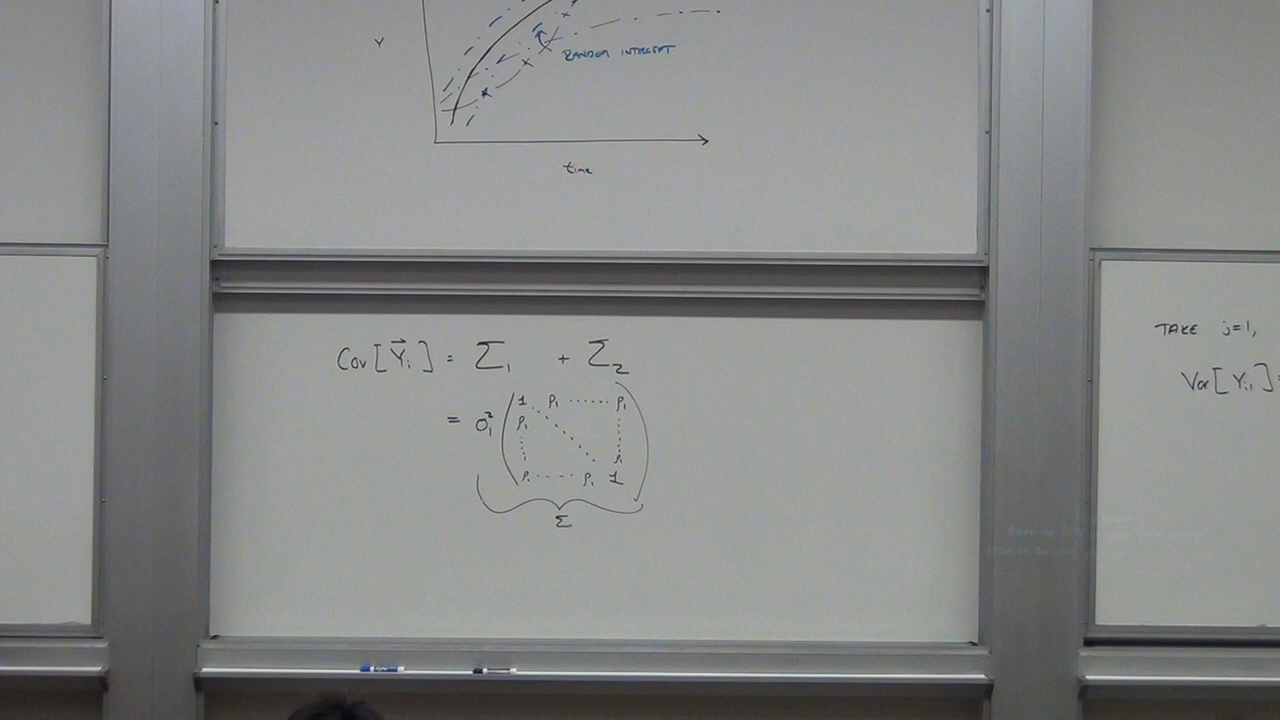 Y
RANDOM INTERCEPT
time
Cov[Y⃗ᵢ] = Σ₁ + Σ₂
= σ₁² ( 1 ρ₁ ...... ρ₁
ρ₁
ρ₁
ρ₁ ..... ρ₁ 1 )
Σ₁
TAKE j=1,
Var[Yᵢ₁] =